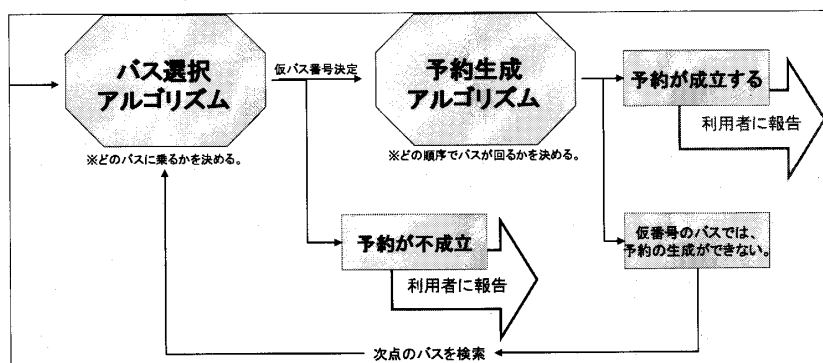 バス選択
アルゴリズム
仮バス番号決定
予約生成
アルゴリズム
予約が成立する
利用者に報告
※どのバスに乗るかを決める。
※どの順序でバスが回るかを決める。
予約が不成立
利用者に報告
仮番号のバスでは、
予約の生成ができない。
次点のバスを検索